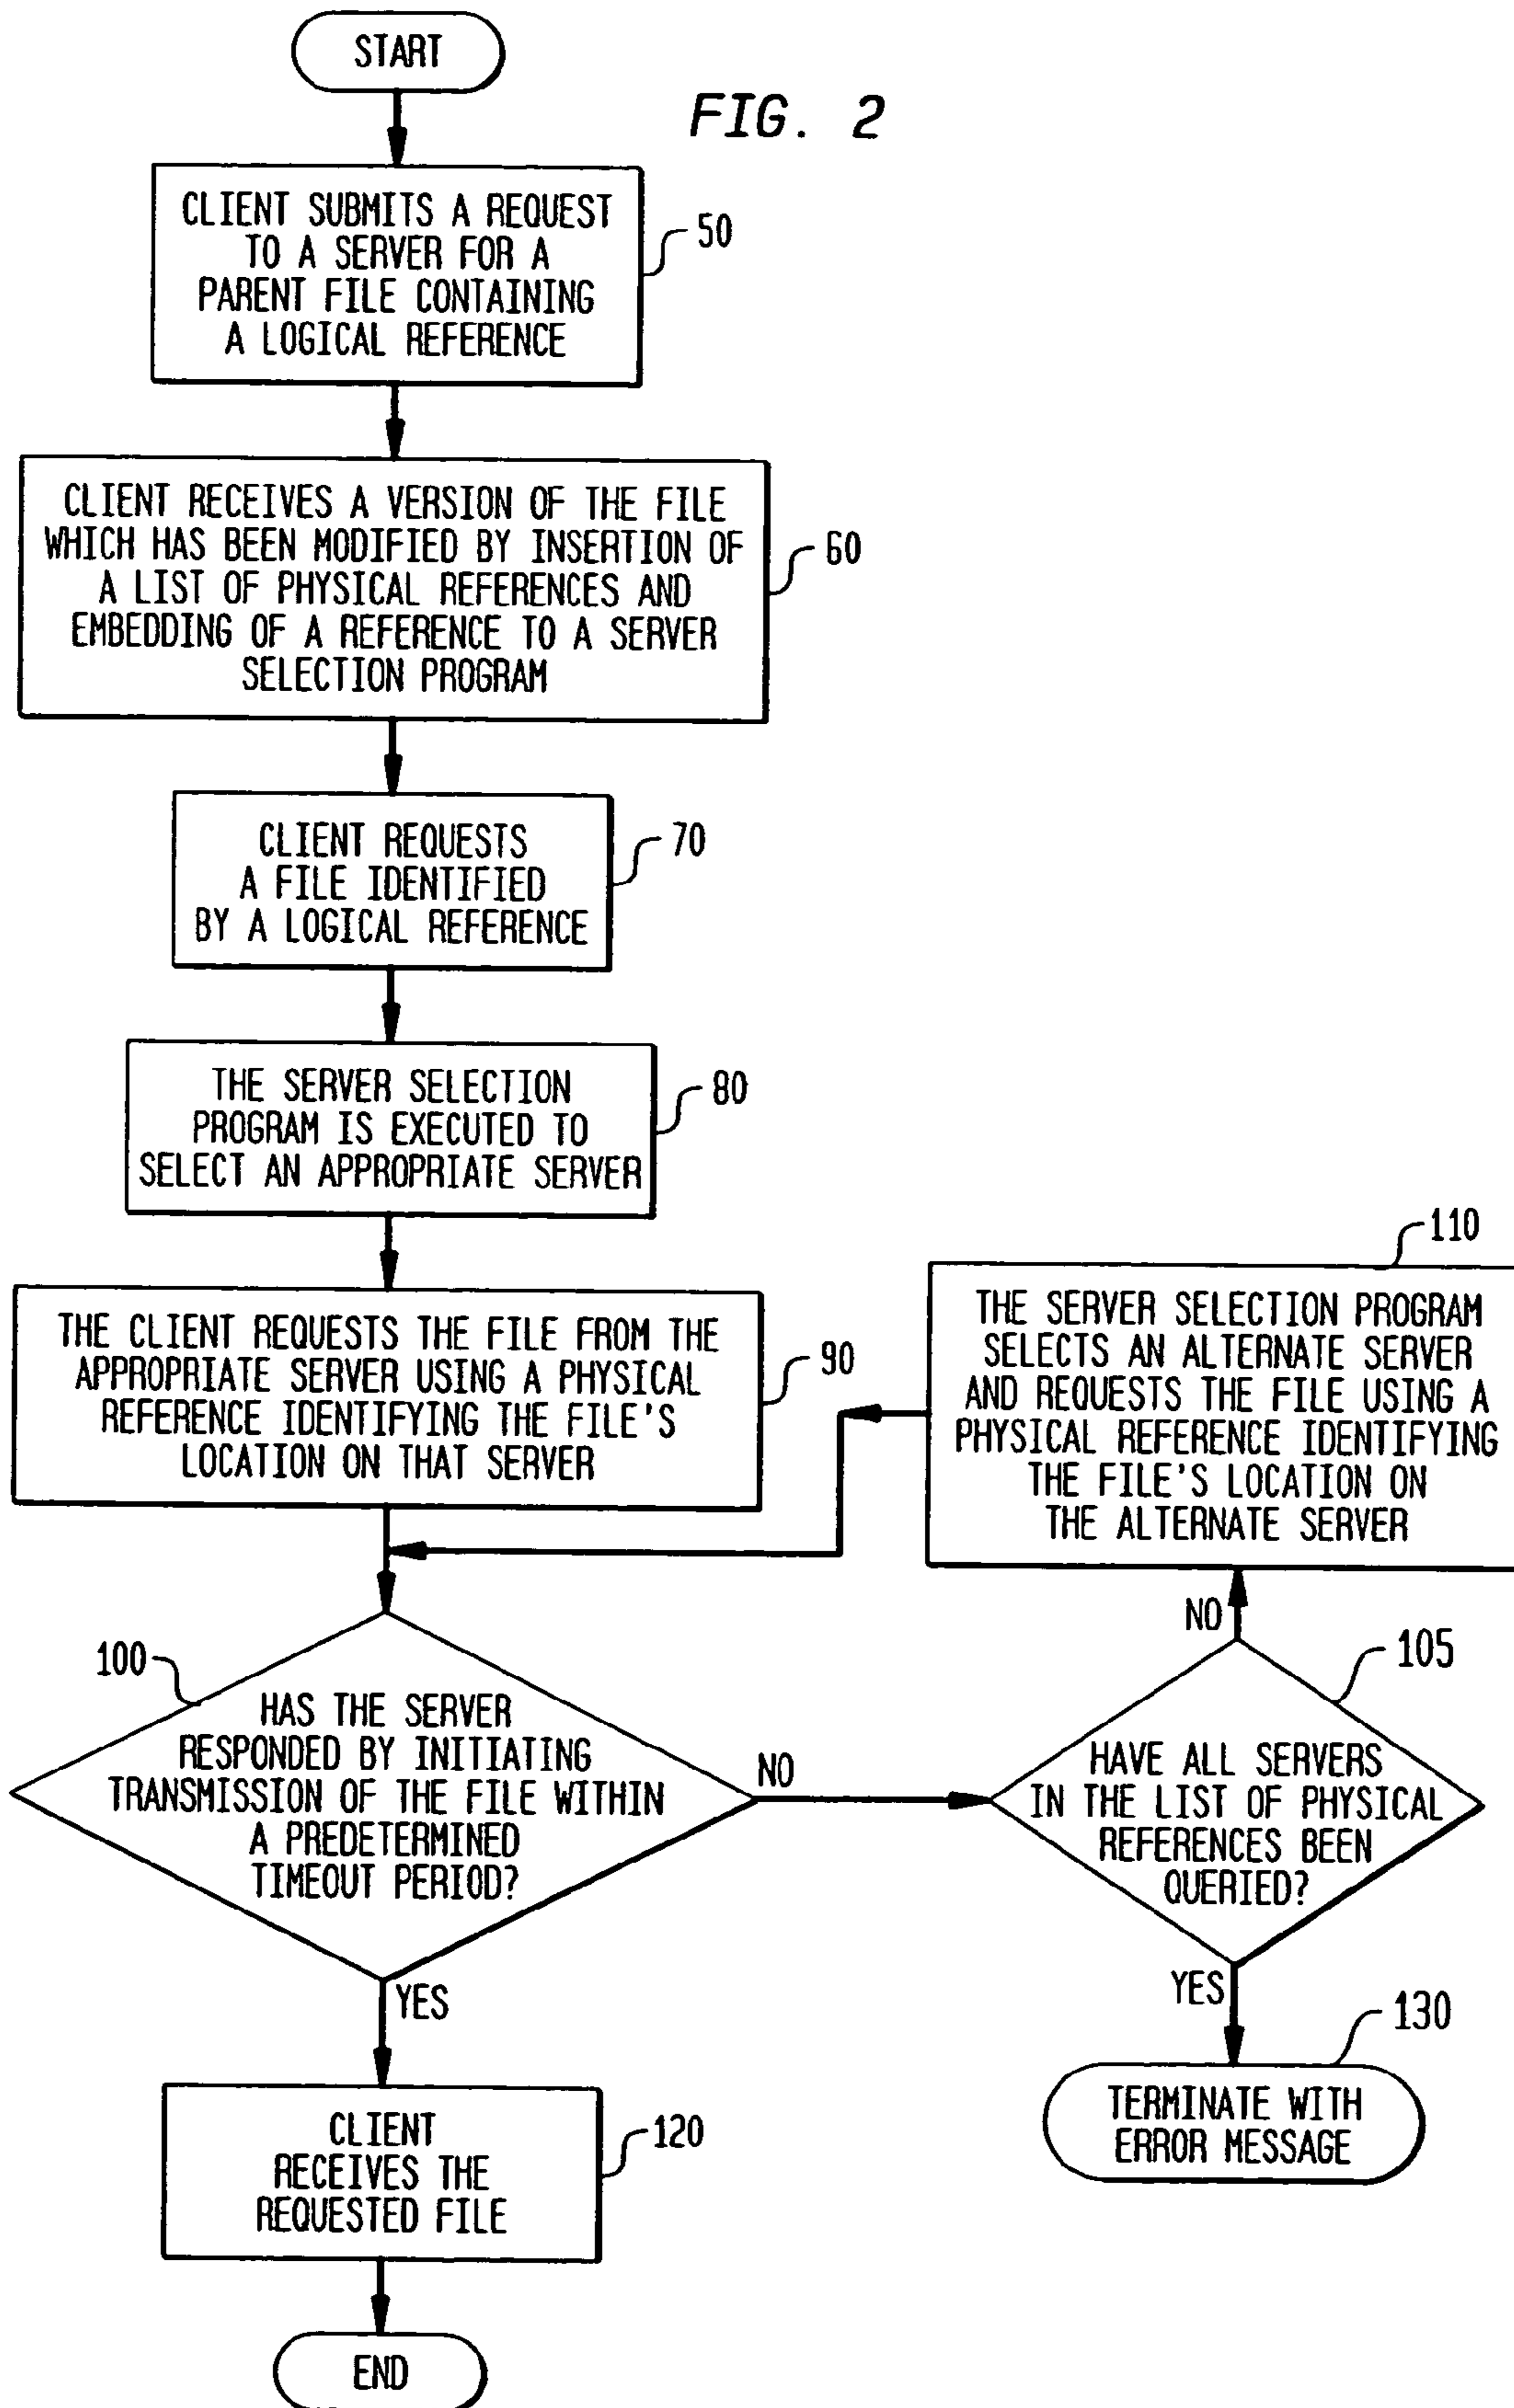 START
FIG. 2
CLIENT SUBMITS A REQUEST
TO A SERVER FOR A
PARENT FILE CONTAINING
A LOGICAL REFERENCE
50
CLIENT RECEIVES A VERSION OF THE FILE
WHICH HAS BEEN MODIFIED BY INSERTION OF
A LIST OF PHYSICAL REFERENCES AND
EMBEDDING OF A REFERENCE TO A SERVER
SELECTION PROGRAM
60
CLIENT REQUESTS
A FILE IDENTIFIED
BY A LOGICAL REFERENCE
70
THE SERVER SELECTION
PROGRAM IS EXECUTED TO
SELECT AN APPROPRIATE SERVER
80
THE CLIENT REQUESTS THE FILE FROM THE
APPROPRIATE SERVER USING A PHYSICAL
REFERENCE IDENTIFYING THE FILE'S
LOCATION ON THAT SERVER
90
110
THE SERVER SELECTION PROGRAM
SELECTS AN ALTERNATE SERVER
AND REQUESTS THE FILE USING A
PHYSICAL REFERENCE IDENTIFYING
THE FILE'S LOCATION ON
THE ALTERNATE SERVER
100
HAS THE SERVER
RESPONDED BY INITIATING
TRANSMISSION OF THE FILE WITHIN
A PREDETERMINED
TIMEOUT PERIOD?
NO
NO
105
HAVE ALL SERVERS
IN THE LIST OF PHYSICAL
REFERENCES BEEN
QUERIED?
YES
YES
130
TERMINATE WITH
ERROR MESSAGE
CLIENT
RECEIVES THE
REQUESTED FILE
120
END